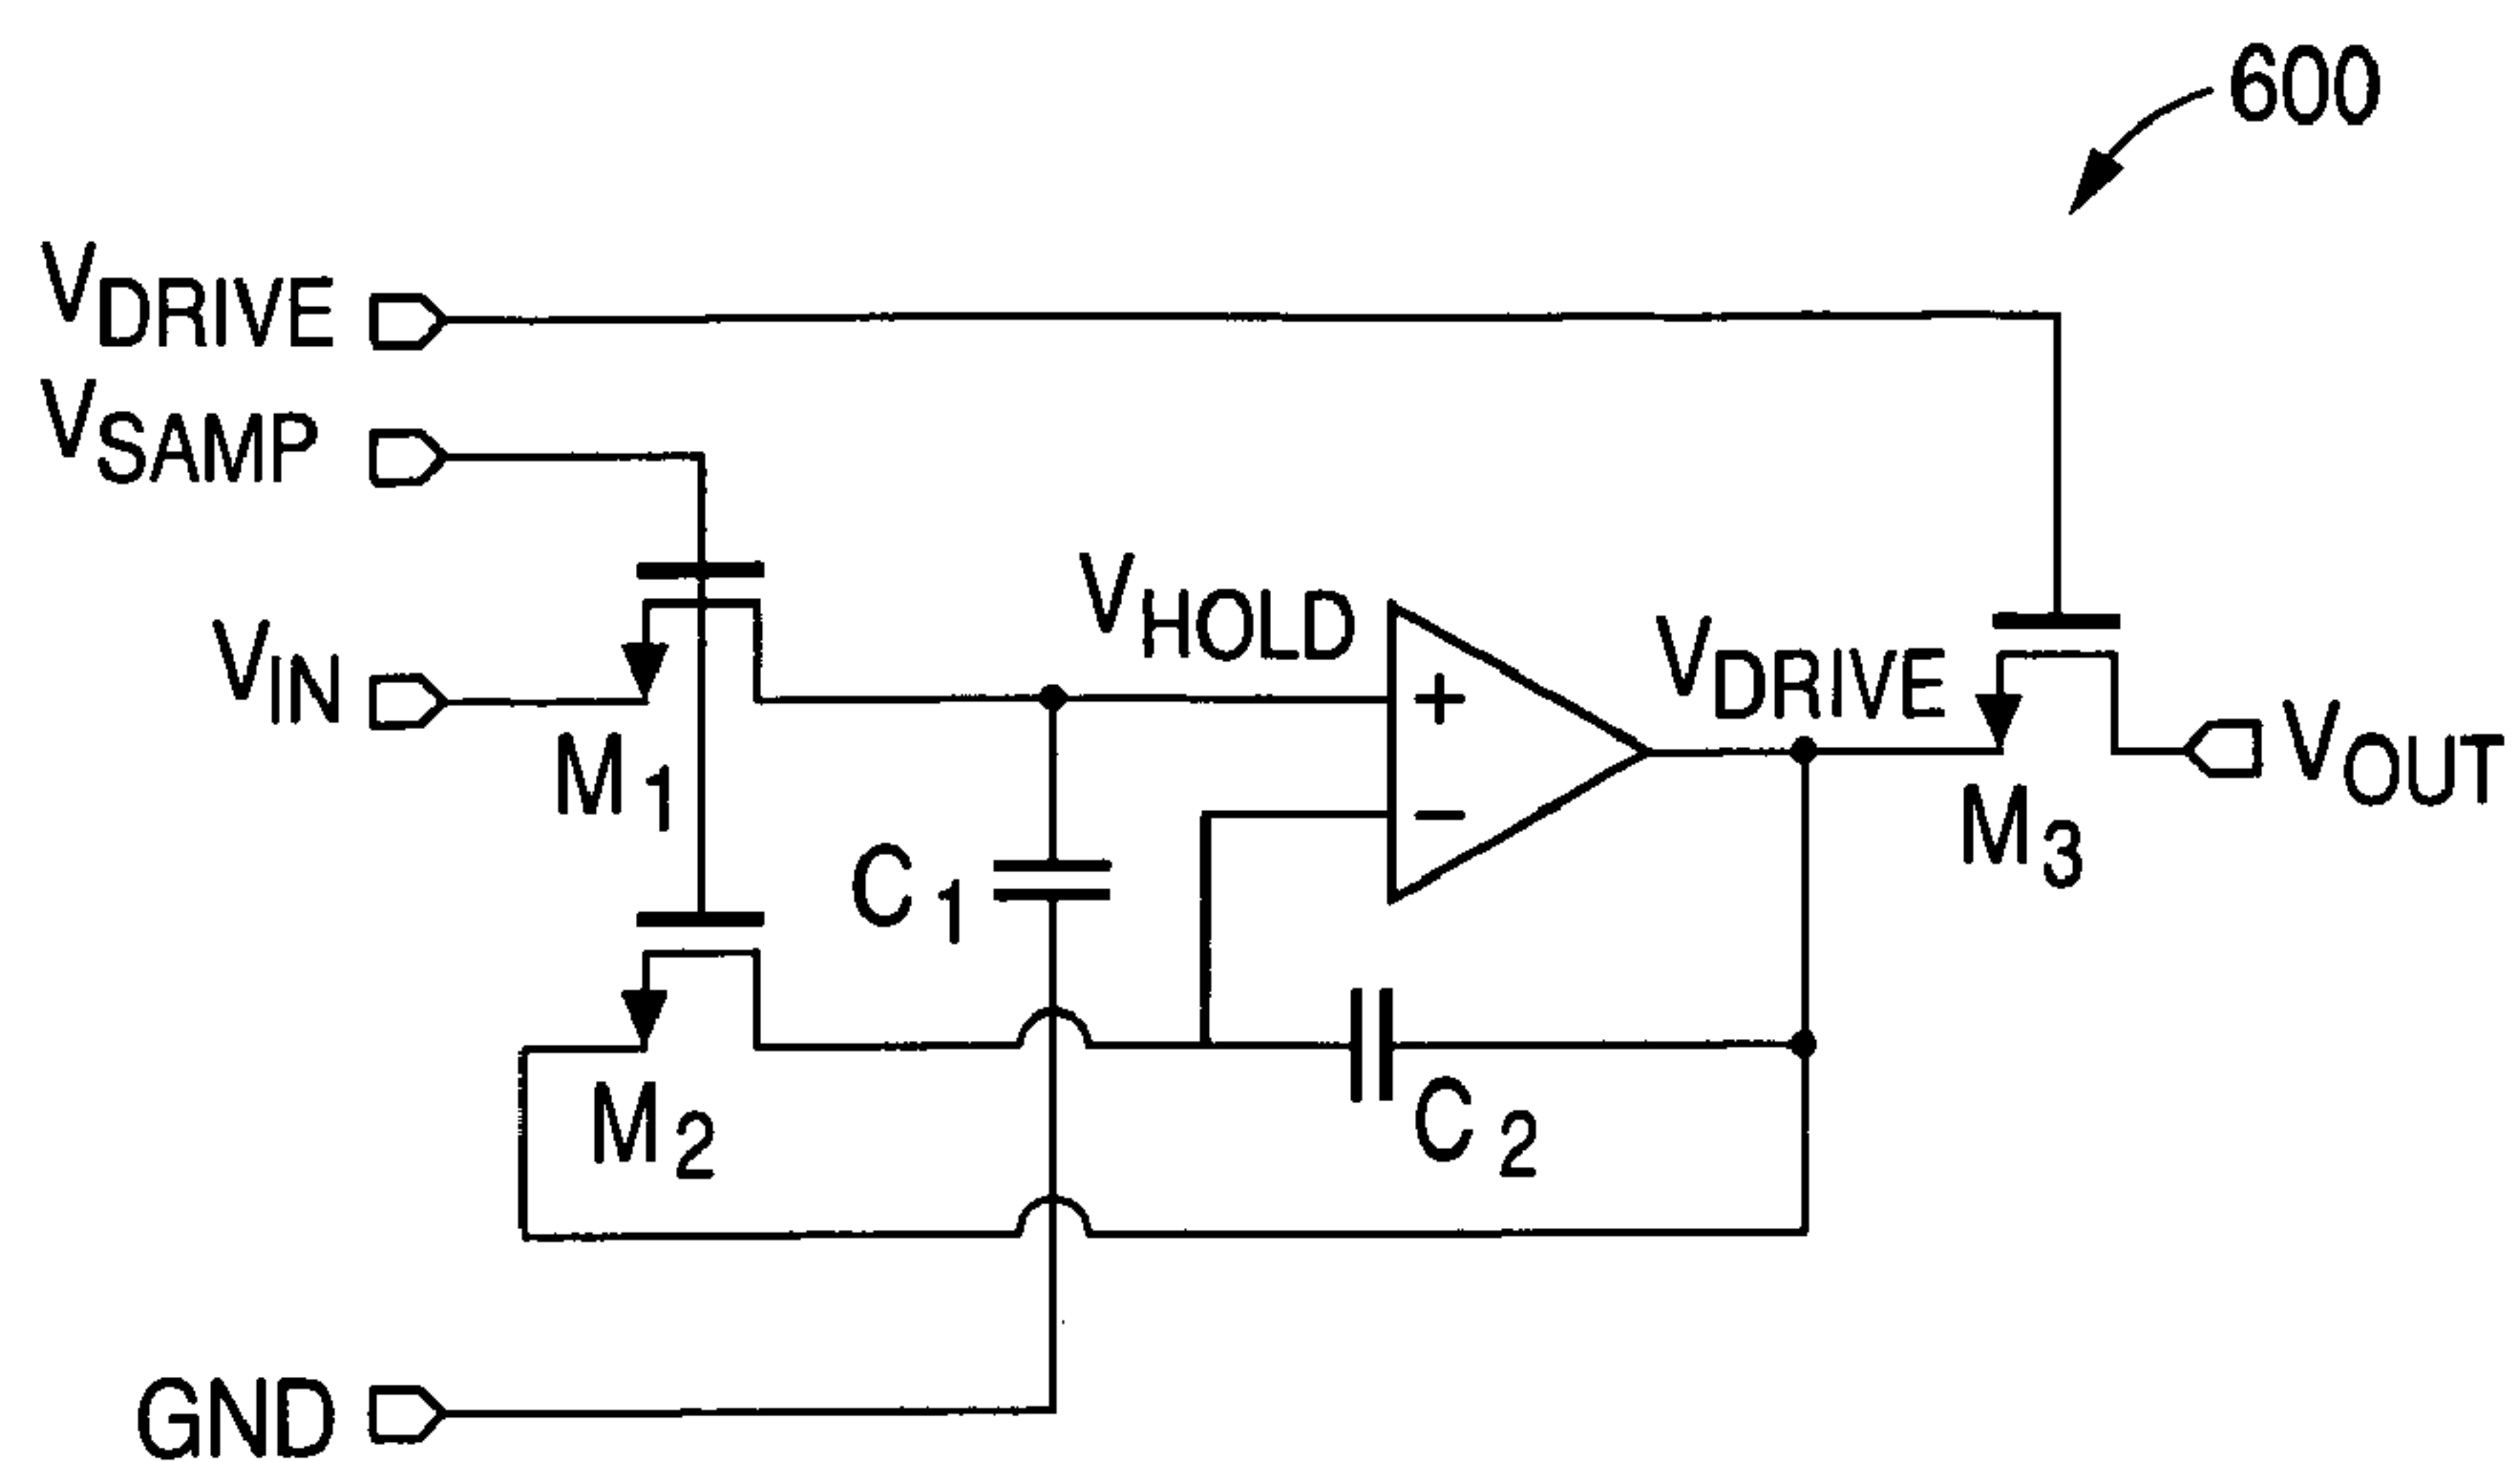 600
VDRIVE
VSAMP
VIN
M1
VHOLD
+
−
VDRIVE
VOUT
M3
C1
M2
C2
GND